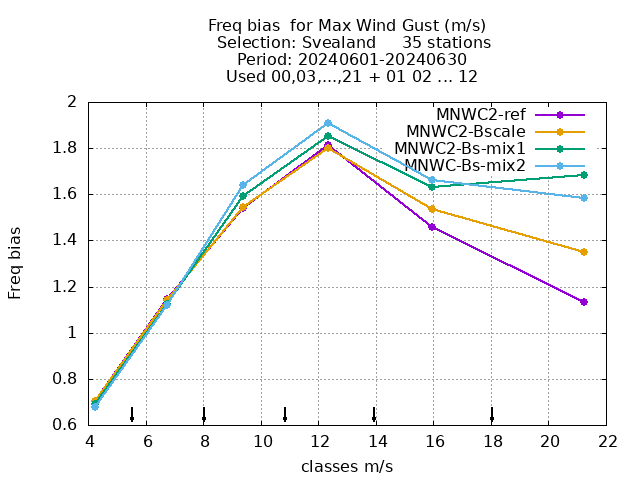 Freq bias  for Max Wind Gust (m/s)
Selection: Svealand     35 stations
Period: 20240601-20240630
Used 00,03,...,21 + 01 02 ... 12
2
1.8
1.6
1.4
1.2
1
0.8
0.6
Freq bias
MNWC2-ref
MNWC2-Bscale
MNWC2-Bs-mix1
MNWC-Bs-mix2
4 6 8 10 12 14 16 18 20 22
classes m/s